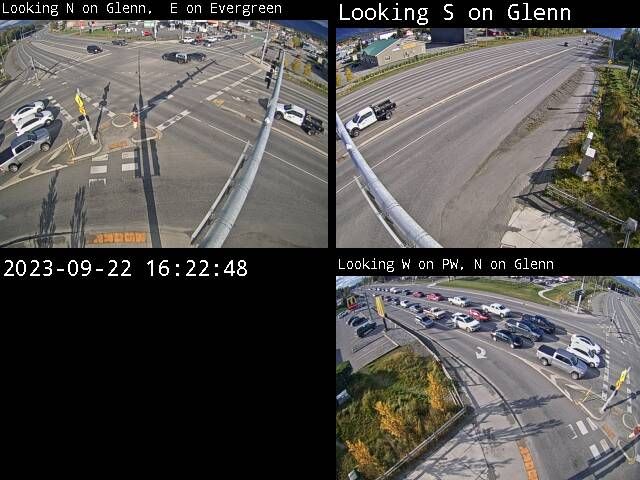 Looking N on Glenn, E on Evergreen
Looking S on Glenn
2023-09-22 16:22:48
Looking W on PW, N on Glenn